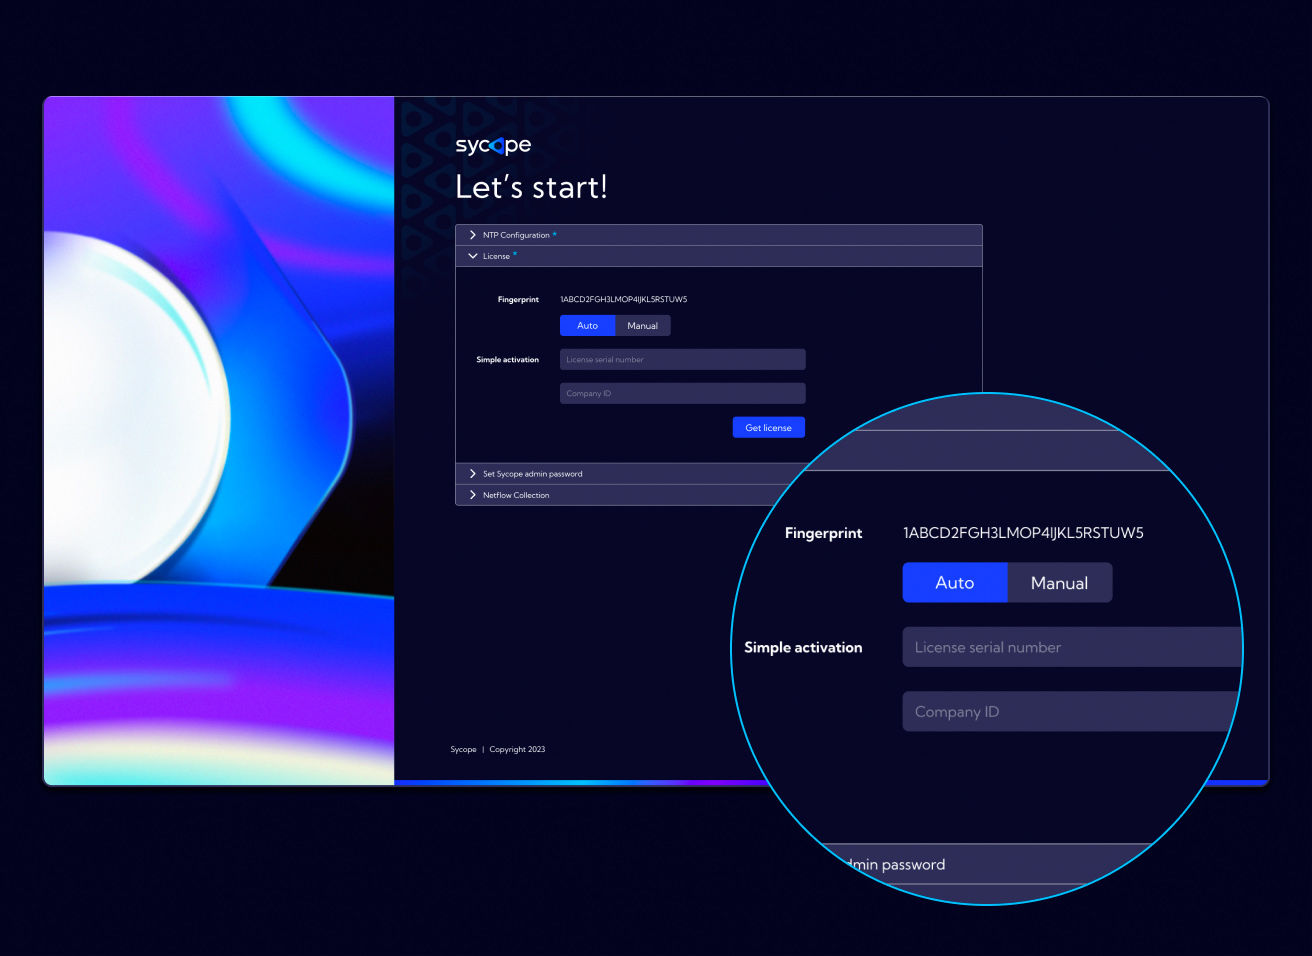 sycope
Let's start!
NTP Configuration *
License *
Fingerprint 1ABCD2FGH3LMOP4IJKL5RSTUW5
Auto Manual
Simple activation License serial number
Company ID
Get license
Set Sycope admin password
Netflow Collection
Fingerprint 1ABCD2FGH3LMOP4IJKL5RSTUW5
Auto Manual
Simple activation License serial number
Company ID
dmin password
Sycope | Copyright 2023